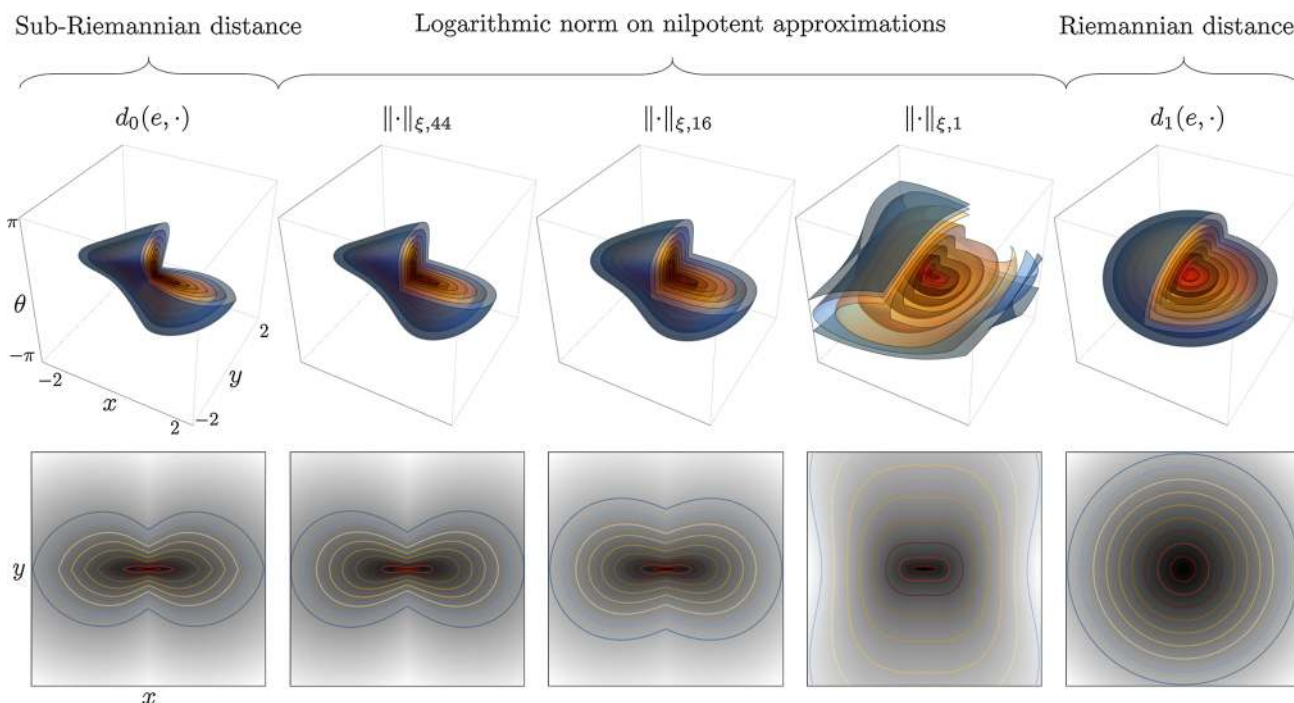 Sub-Riemannian distance Logarithmic norm on nilpotent approximations Riemannian distance
d₀(e, ·) ‖·‖ξ,44 ‖·‖ξ,16 ‖·‖ξ,1 d₁(e, ·)
π
θ
−π
−2
x
2
−2
y
2
y
x